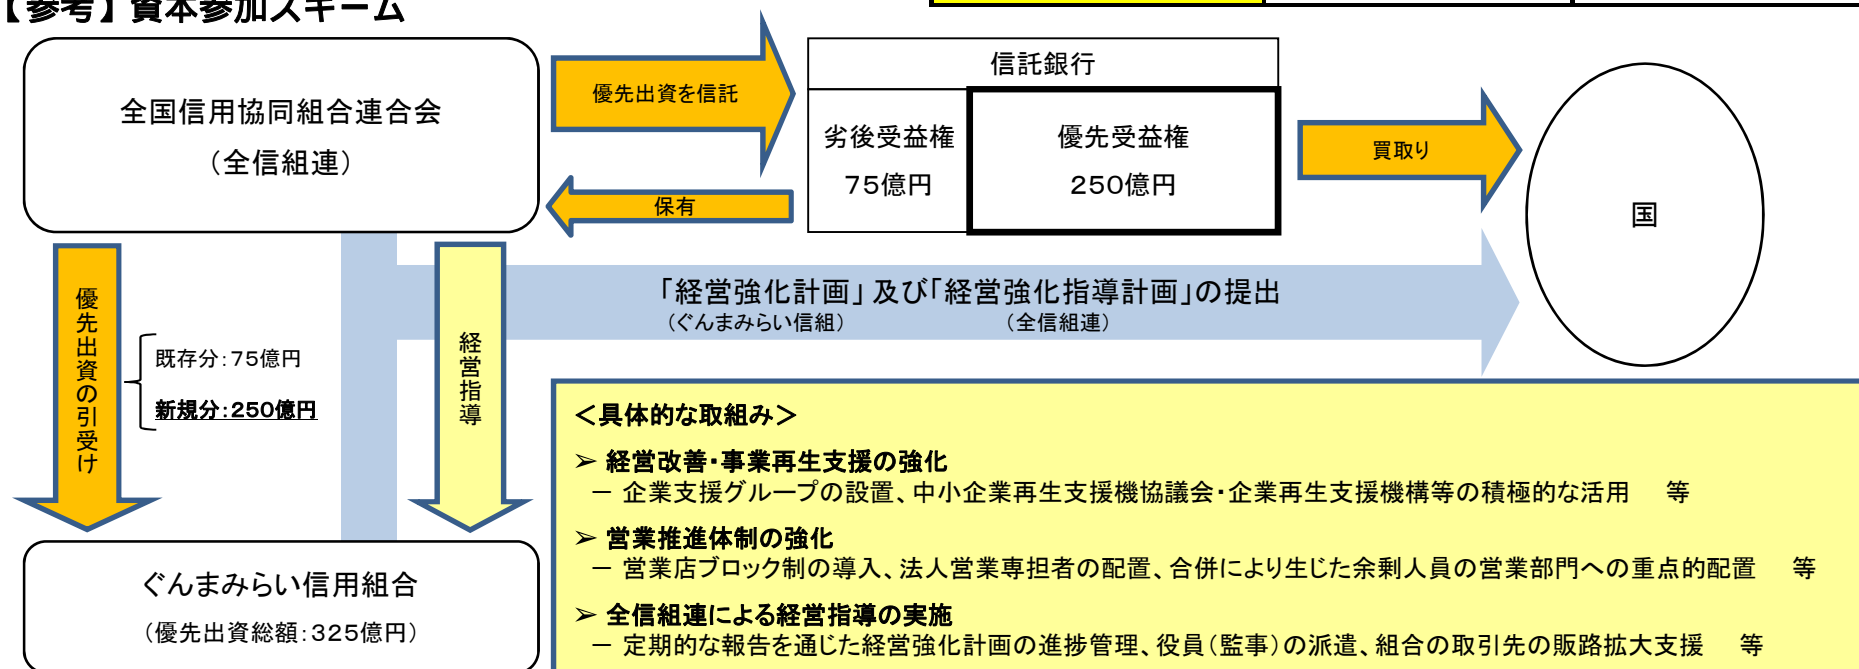 【参考】資本参加スキーム
全国信用協同組合連合会
（全信組連）
優先出資を信託
保有
信託銀行
劣後受益権
75億円
優先受益権
250億円
買取り
国
優先出資の引受け
既存分：75億円
新規分：250億円
経営指導
「経営強化計画」及び「経営強化指導計画」の提出
（ぐんまみらい信組）　（全信組連）
ぐんまみらい信用組合
（優先出資総額：325億円）
＜具体的な取組み＞
➢ 経営改善・事業再生支援の強化
－ 企業支援グループの設置、中小企業再生支援機協議会・企業再生支援機構等の積極的な活用　等
➢ 営業推進体制の強化
－ 営業店ブロック制の導入、法人営業専担者の配置、合併により生じた余剰人員の営業部門への重点的配置　等
➢ 全信組連による経営指導の実施
－ 定期的な報告を通じた経営強化計画の進捗管理、役員（監事）の派遣、組合の取引先の販路拡大支援　等